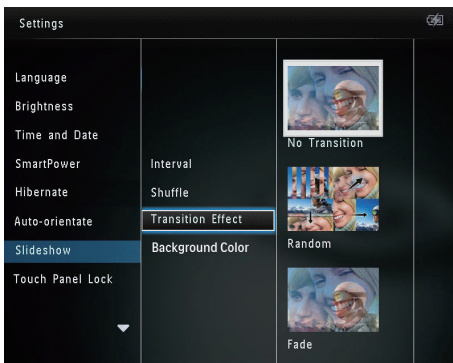 Settings
Language
Brightness
Time and Date
SmartPower
Hibernate
Auto-orientate
Slideshow
Touch Panel Lock
Interval
Shuffle
Transition Effect
Background Color
No Transition
Random
Fade